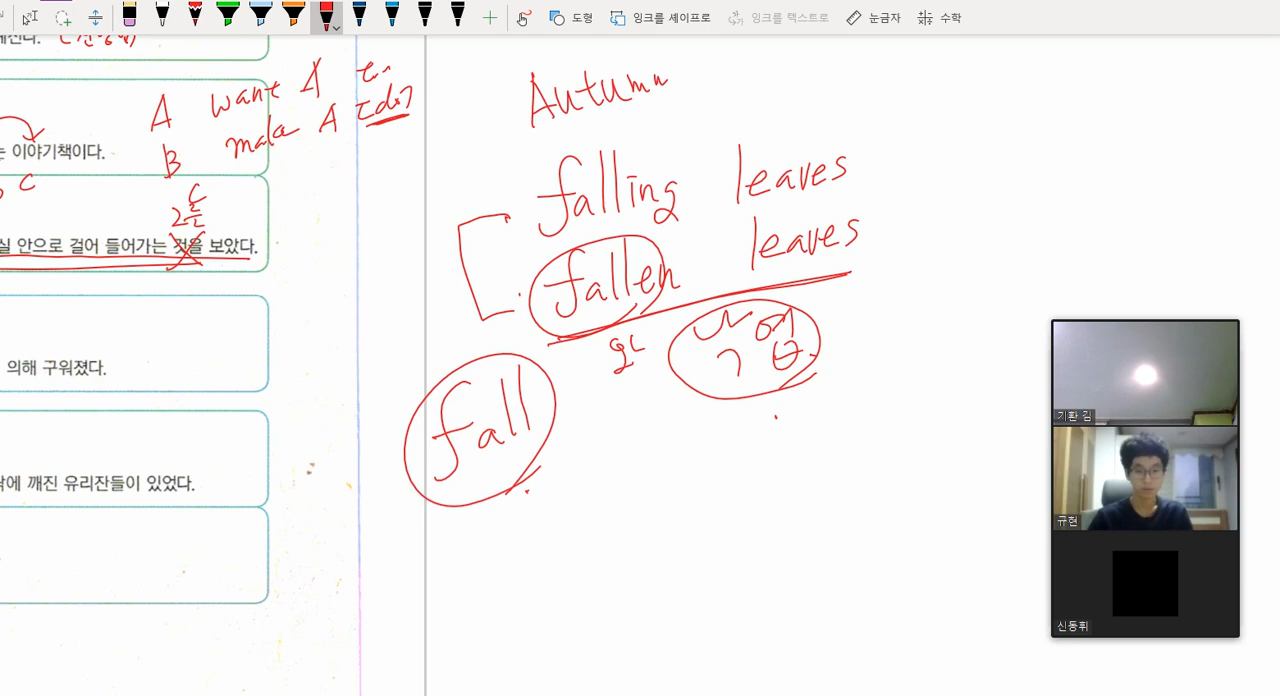 도형
잉크를 셰이프로
잉크를 텍스트로
눈금자
수학
A want A to
make A do
B
이야기책이다.
C
C
실 안으로 걸어 들어가는 것을 보았다.
의해 구워졌다.
깨진 유리잔들이 있었다.
Autumn
falling leaves
fallen leaves
fall
기환 김
규현
신동휘